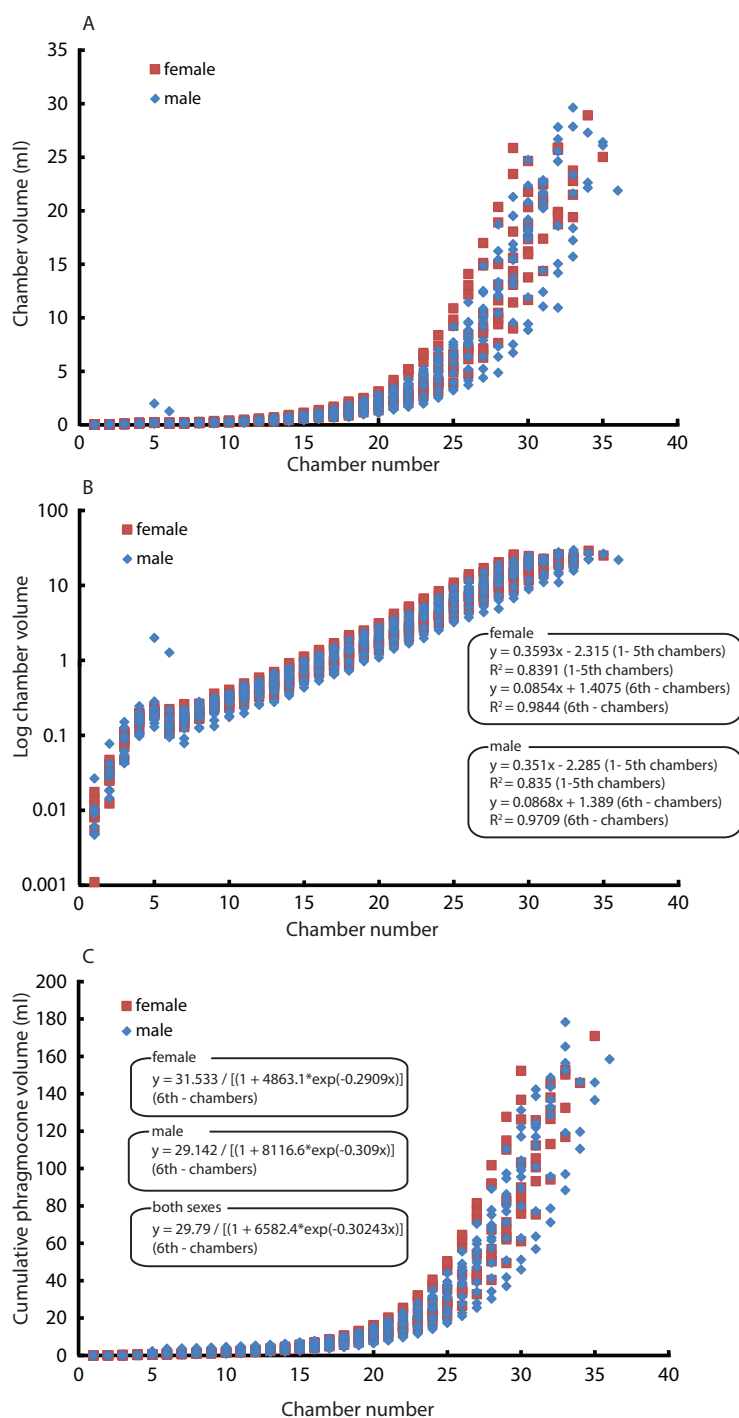 A
35
30
25
20
15
10
5
0
Chamber volume (ml)
female
male
0 5 10 15 20 25 30 35 40
Chamber number
B
100
10
1
0.1
0.01
0.001
Log chamber volume
female
male
female
y = 0.3593x - 2.315 (1- 5th chambers)
R² = 0.8391 (1-5th chambers)
y = 0.0854x + 1.4075 (6th - chambers)
R² = 0.9844 (6th - chambers)
male
y = 0.351x - 2.285 (1- 5th chambers)
R² = 0.835 (1-5th chambers)
y = 0.0868x + 1.389 (6th - chambers)
R² = 0.9709 (6th - chambers)
0 5 10 15 20 25 30 35 40
Chamber number
C
200
180
160
140
120
100
80
60
40
20
0
Cumulative phragmocone volume (ml)
female
male
female
y = 31.533 / [(1 + 4863.1*exp(-0.2909x)]
(6th - chambers)
male
y = 29.142 / [(1 + 8116.6*exp(-0.309x)]
(6th - chambers)
both sexes
y = 29.79 / [(1 + 6582.4*exp(-0.30243x)]
(6th - chambers)
0 5 10 15 20 25 30 35 40
Chamber number